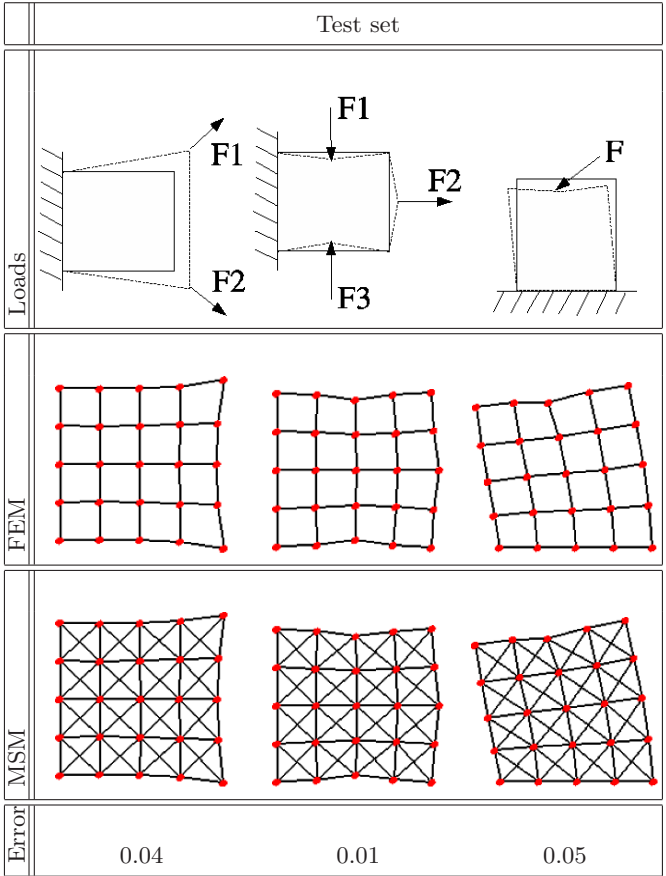 Test set
Loads
F1
F2
F1
F2
F3
F
FEM
MSM
Error
0.04
0.01
0.05